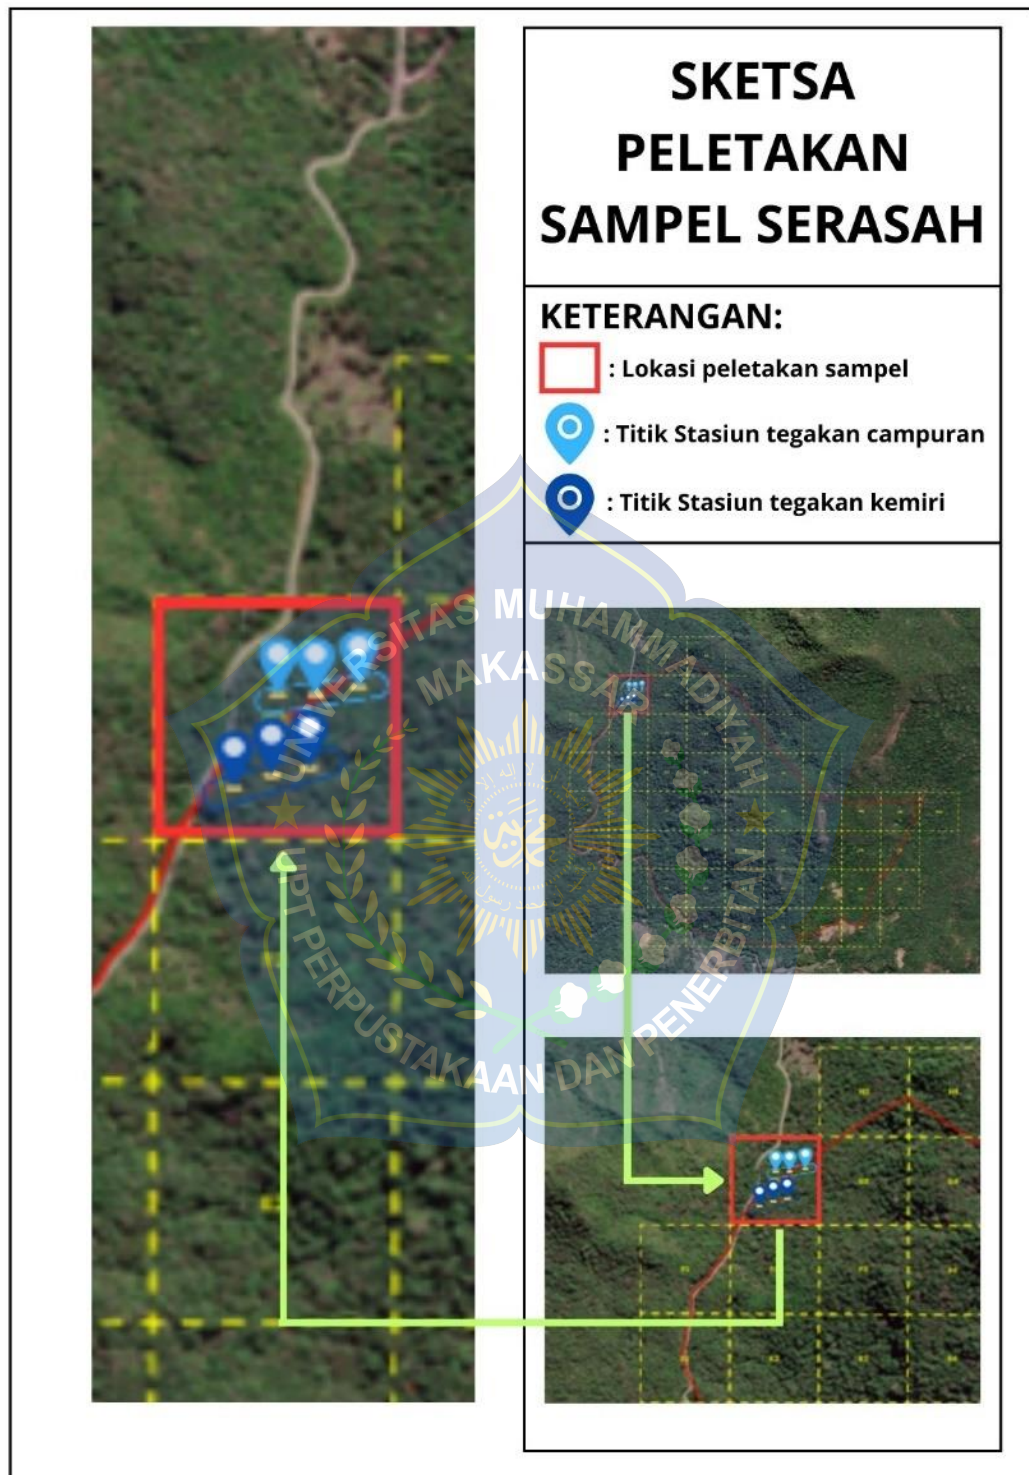 SKETSA
PELETAKAN
SAMPEL SERASAH
KETERANGAN:
: Lokasi peletakan sampel
: Titik Stasiun tegakan campuran
: Titik Stasiun tegakan kemiri
UNIVERSITAS MUHAMMADIYAH
MAKASSAR
UPT PERPUSTAKAAN DAN PENERBITAN